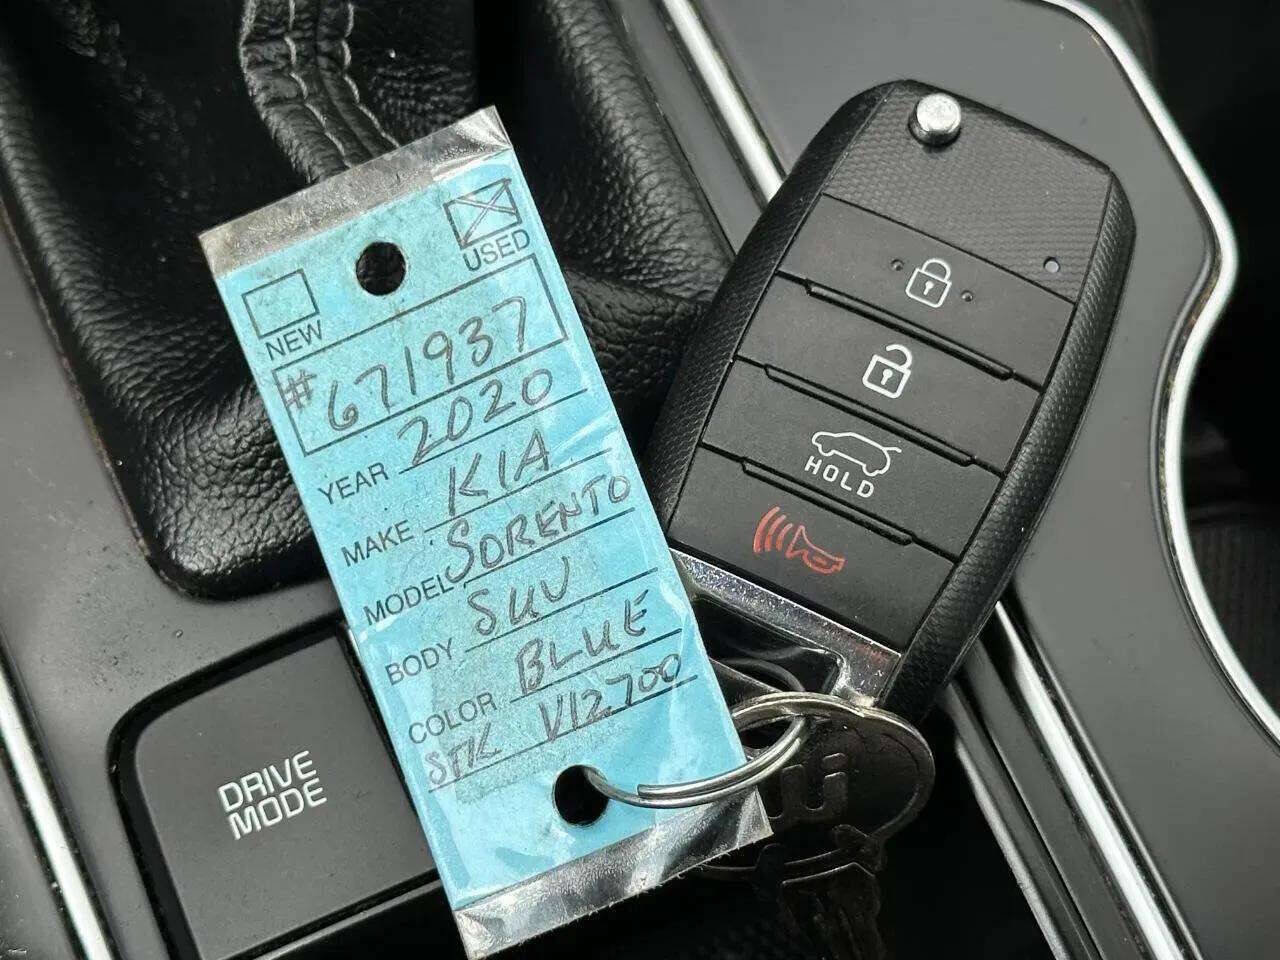 USED
NEW
# 671937
YEAR 2020
MAKE KIA
MODEL SORENTO
BODY SUV
COLOR BLUE
STK V12700
HOLD
DRIVE
MODE